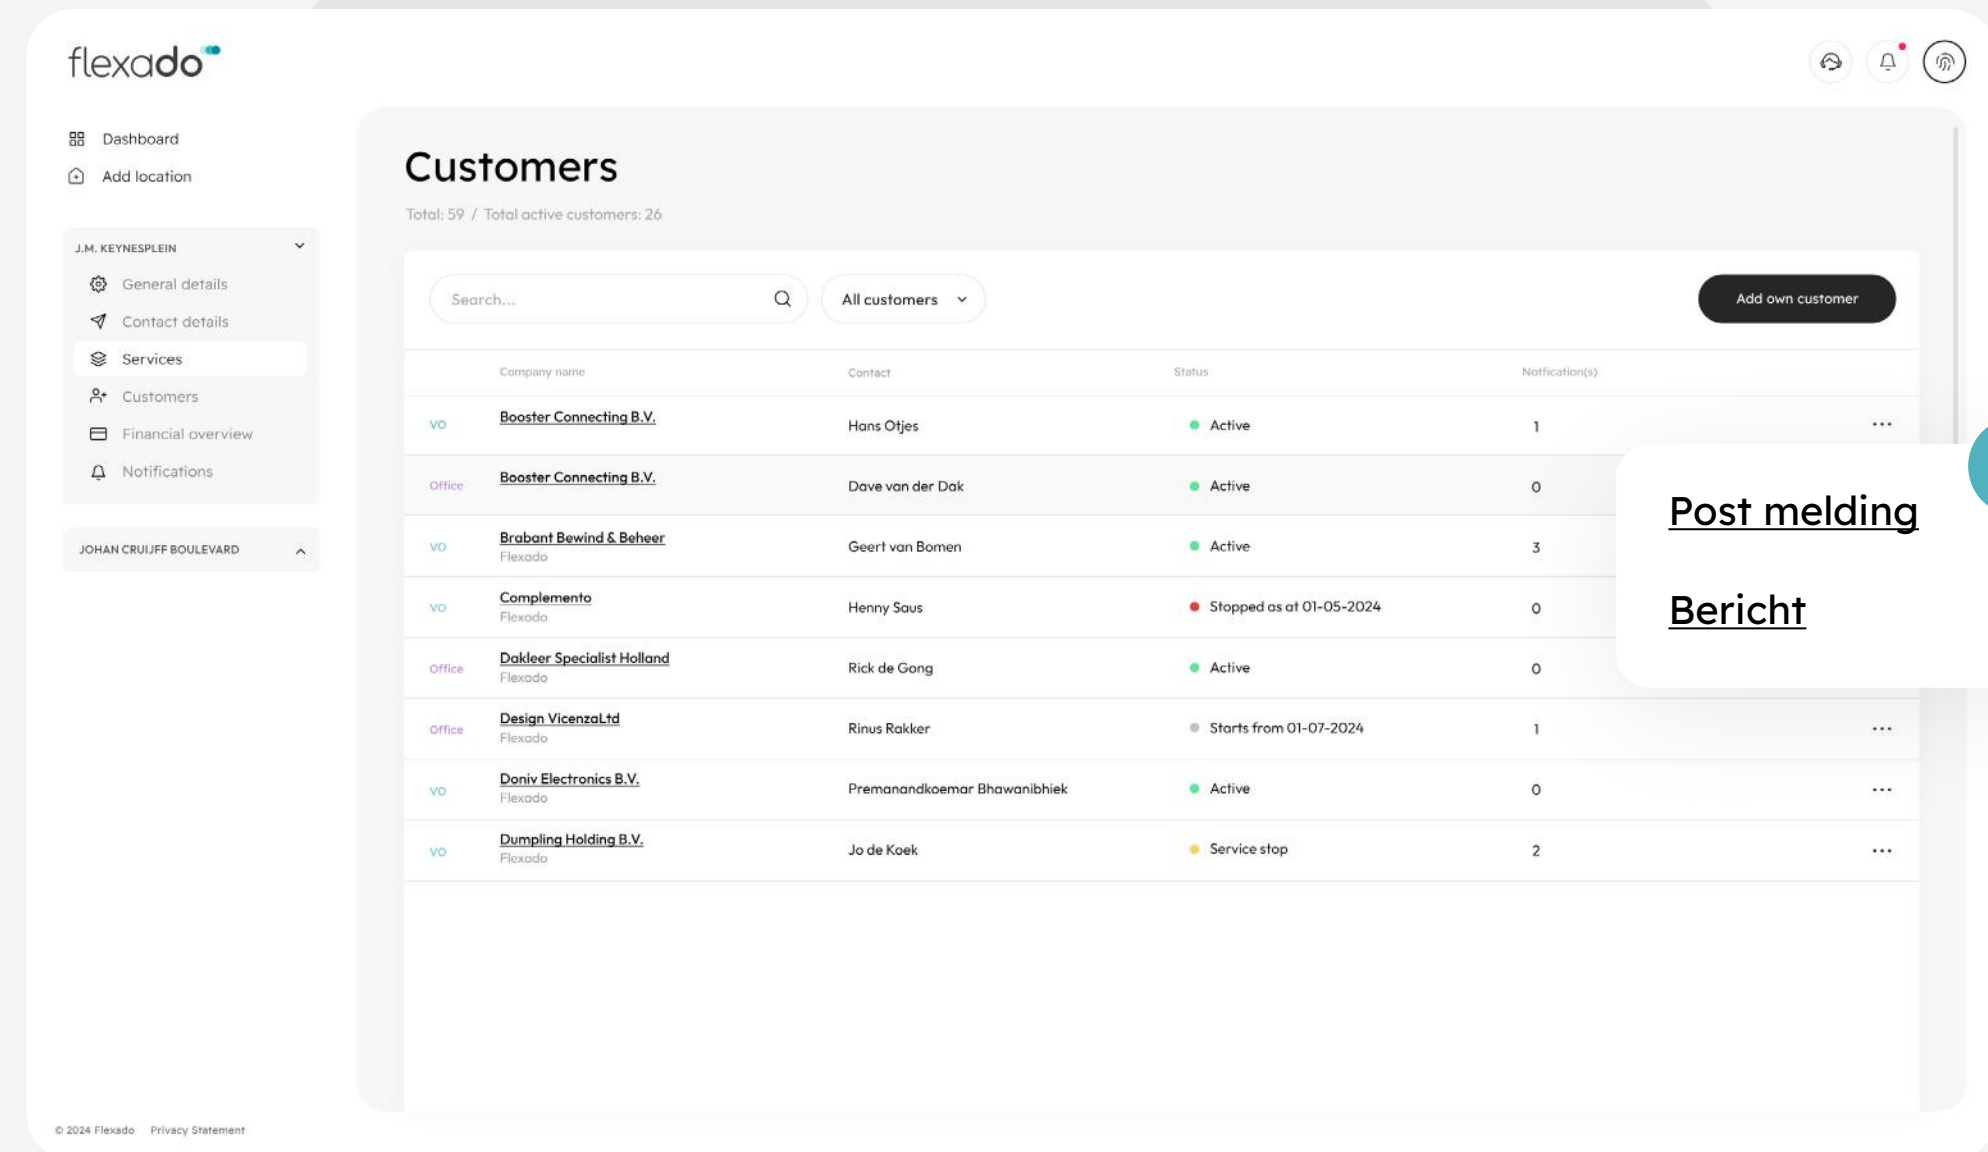 flexado
Dashboard
Add location
J.M. KEYNESPLEIN
General details
Contact details
Services
Customers
Financial overview
Notifications
JOHAN CRUIJFF BOULEVARD
Customers
Total: 59 / Total active customers: 26
Search...
All customers
Add own customer
Company name Contact Status Notfication(s)
VO Booster Connecting B.V. Hans Otjes Active 1 ...
Office Booster Connecting B.V. Dave van der Dak Active 0
VO Brabant Bewind & Beheer Geert van Bomen Active 3
Flexado
VO Complemento Henny Saus Stopped as at 01-05-2024 0
Flexado
Office Dakleer Specialist Holland Rick de Gong Active 0
Flexado
Office Design VicenzaLtd Rinus Rakker Starts from 01-07-2024 1 ...
Flexado
VO Doniv Electronics B.V. Premanandkoemar Bhawanibhiek Active 0 ...
Flexado
VO Dumpling Holding B.V. Jo de Koek Service stop 2 ...
Flexado
Post melding
Bericht
© 2024 Flexado Privacy Statement